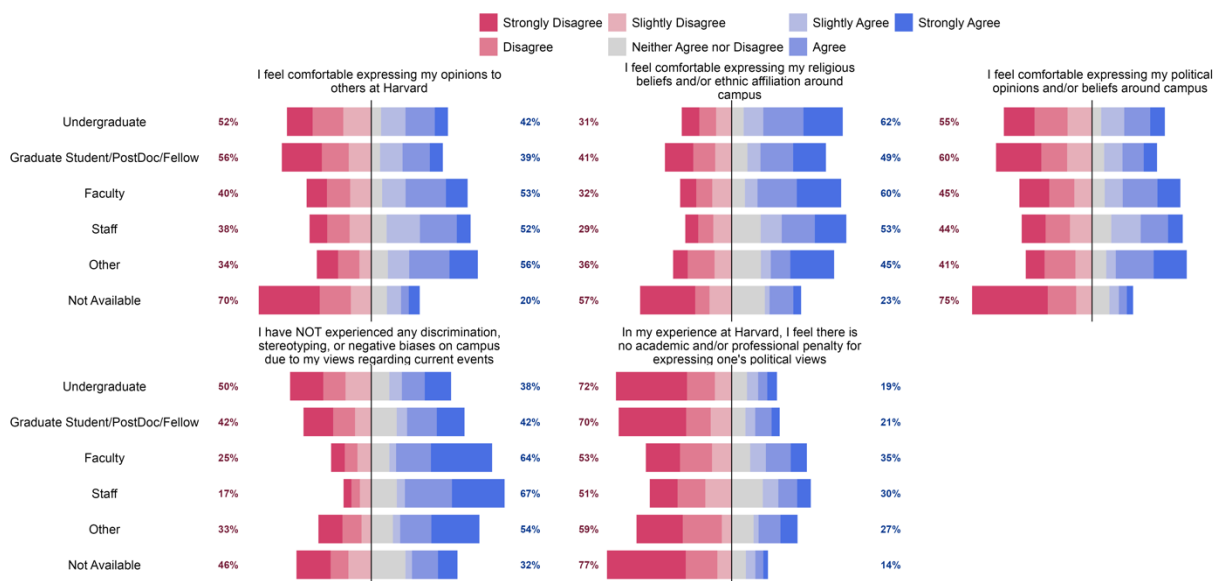 Strongly Disagree Slightly Disagree Slightly Agree Strongly Agree
Disagree Neither Agree nor Disagree Agree
I feel comfortable expressing my opinions to
others at Harvard
I feel comfortable expressing my religious
beliefs and/or ethnic affiliation around
campus
I feel comfortable expressing my political
opinions and/or beliefs around campus
Undergraduate 52% 42% 31% 62% 55%
Graduate Student/PostDoc/Fellow 56% 39% 41% 49% 60%
Faculty 40% 53% 32% 60% 45%
Staff 38% 52% 29% 53% 44%
Other 34% 56% 36% 45% 41%
Not Available 70% 20% 57% 23% 75%
I have NOT experienced any discrimination,
stereotyping, or negative biases on campus
due to my views regarding current events
In my experience at Harvard, I feel there is
no academic and/or professional penalty for
expressing one's political views
Undergraduate 50% 38% 72% 19%
Graduate Student/PostDoc/Fellow 42% 42% 70% 21%
Faculty 25% 64% 53% 35%
Staff 17% 67% 51% 30%
Other 33% 54% 59% 27%
Not Available 46% 32% 77% 14%